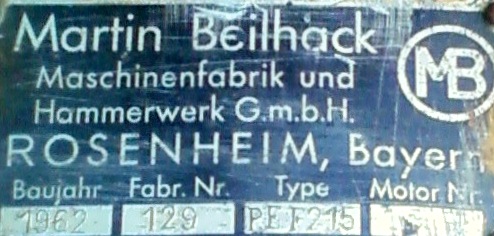 Martin Beilhack
MB
Maschinenfabrik und
Hammerwerk G.m.b.H.
ROSENHEIM, Bayern
Baujahr Fabr. Nr. Type Motor Nr.
1962 129 PEF215